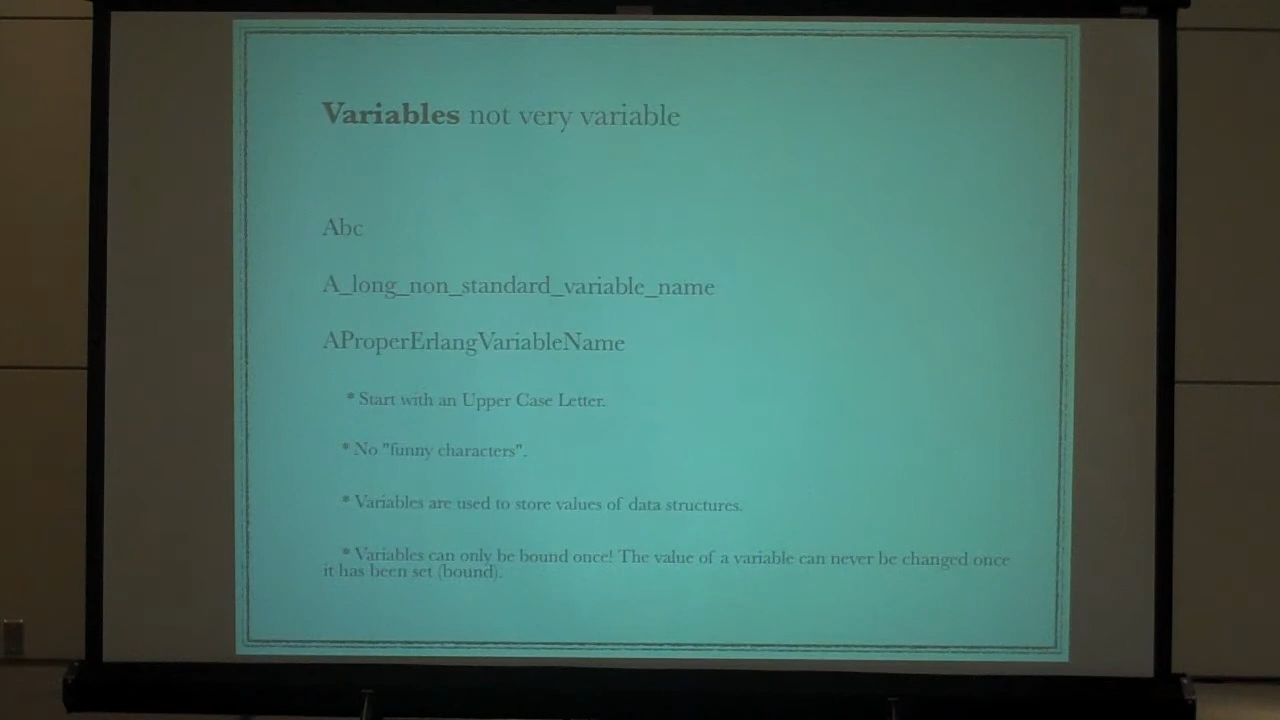 Variables not very variable
Abc
A_long_non_standard_variable_name
AProperErlangVariableName
* Start with an Upper Case Letter.
* No "funny characters".
* Variables are used to store values of data structures.
* Variables can only be bound once! The value of a variable can never be changed once
it has been set (bound).